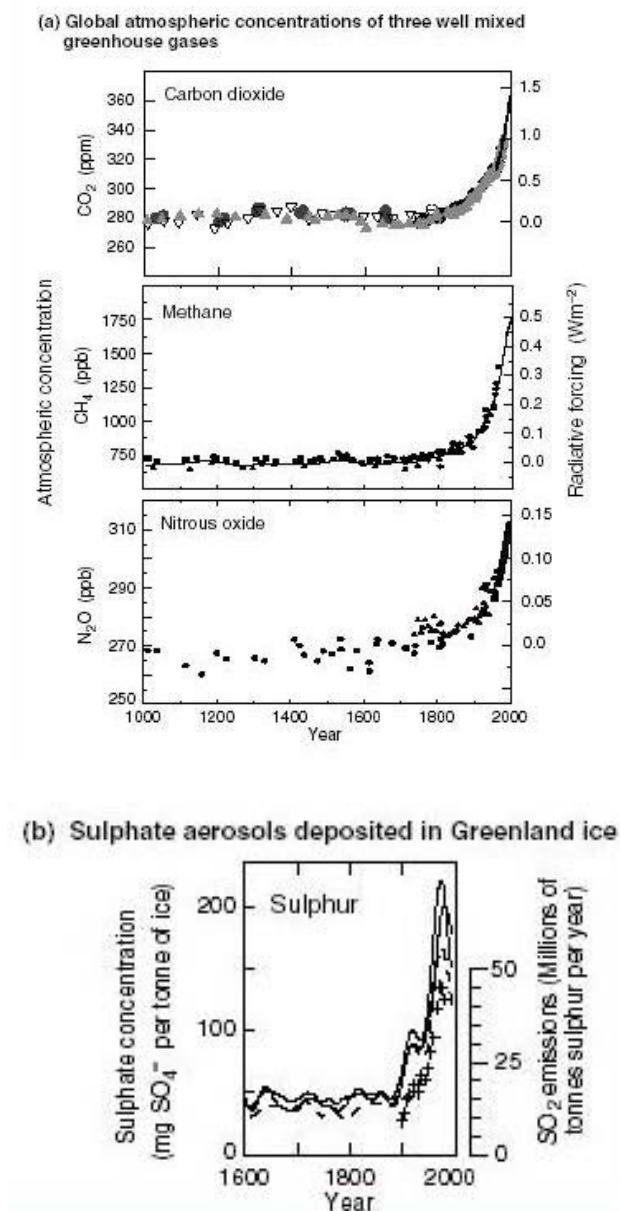 (a) Global atmospheric concentrations of three well mixed
greenhouse gases
Carbon dioxide
360
340
320
300
280
260
CO₂ (ppm)
1.5
1.0
0.5
0.0
Methane
1750
1500
1250
1000
750
CH₄ (ppb)
Atmospheric concentration
0.5
0.4
0.3
0.2
0.1
0.0
Radiative forcing (Wm⁻²)
Nitrous oxide
310
290
270
250
N₂O (ppb)
0.15
0.10
0.05
0.0
1000 1200 1400 1600 1800 2000
Year
(b) Sulphate aerosols deposited in Greenland ice
Sulphur
200
100
0
Sulphate concentration
(mg SO₄⁻ per tonne of ice)
50
25
0
SO₂ emissions (Millions of
tonnes sulphur per year)
1600 1800 2000
Year